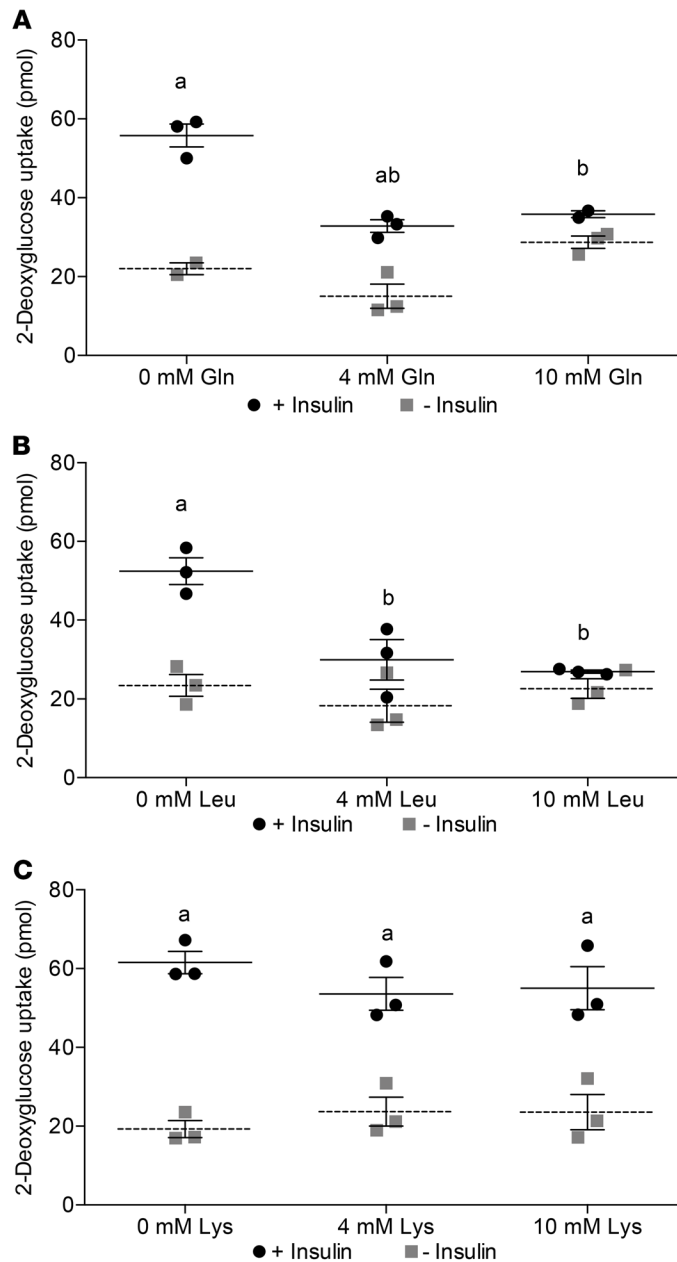 A
2-Deoxyglucose uptake (pmol)
80
60
40
20
0
a
ab
b
0 mM Gln
4 mM Gln
10 mM Gln
+ Insulin
- Insulin
B
2-Deoxyglucose uptake (pmol)
80
60
40
20
0
a
b
b
0 mM Leu
4 mM Leu
10 mM Leu
+ Insulin
- Insulin
C
2-Deoxyglucose uptake (pmol)
80
60
40
20
0
a
a
a
0 mM Lys
4 mM Lys
10 mM Lys
+ Insulin
- Insulin